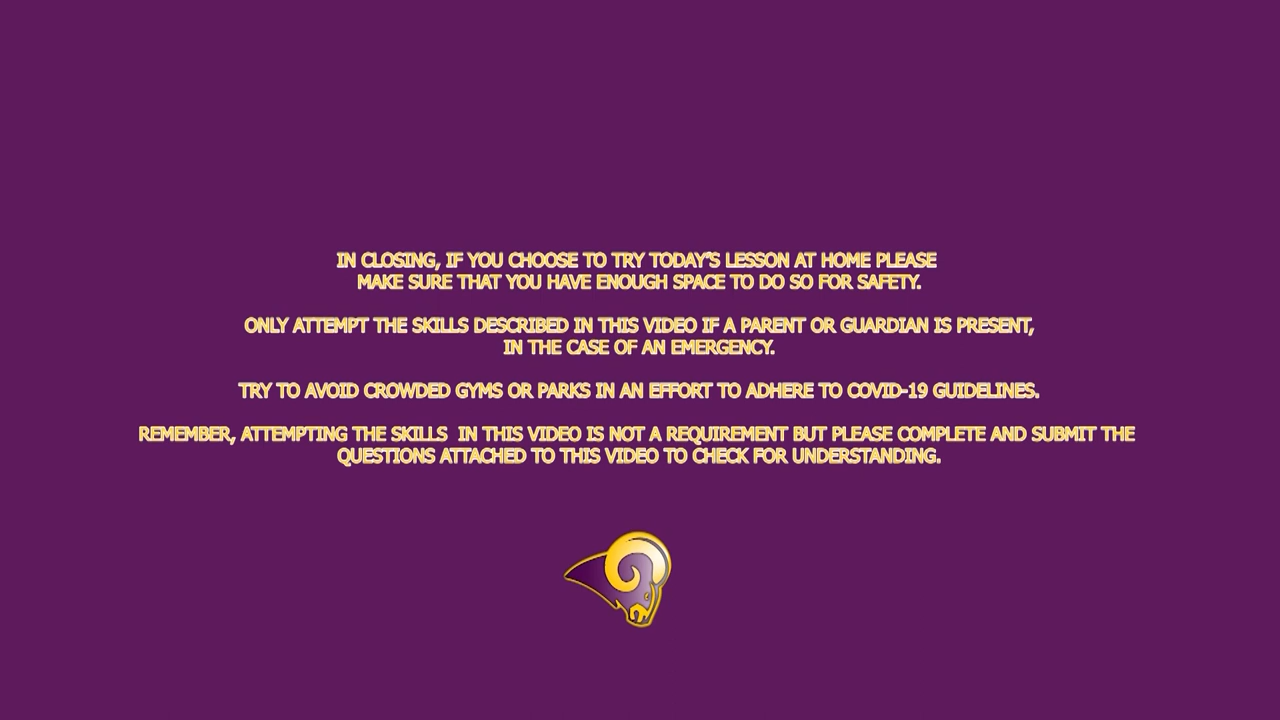 IN CLOSING, IF YOU CHOOSE TO TRY TODAY'S LESSON AT HOME PLEASE
MAKE SURE THAT YOU HAVE ENOUGH SPACE TO DO SO FOR SAFETY.
ONLY ATTEMPT THE SKILLS DESCRIBED IN THIS VIDEO IF A PARENT OR GUARDIAN IS PRESENT,
IN THE CASE OF AN EMERGENCY.
TRY TO AVOID CROWDED GYMS OR PARKS IN AN EFFORT TO ADHERE TO COVID-19 GUIDELINES.
REMEMBER, ATTEMPTING THE SKILLS  IN THIS VIDEO IS NOT A REQUIREMENT BUT PLEASE COMPLETE AND SUBMIT THE
QUESTIONS ATTACHED TO THIS VIDEO TO CHECK FOR UNDERSTANDING.